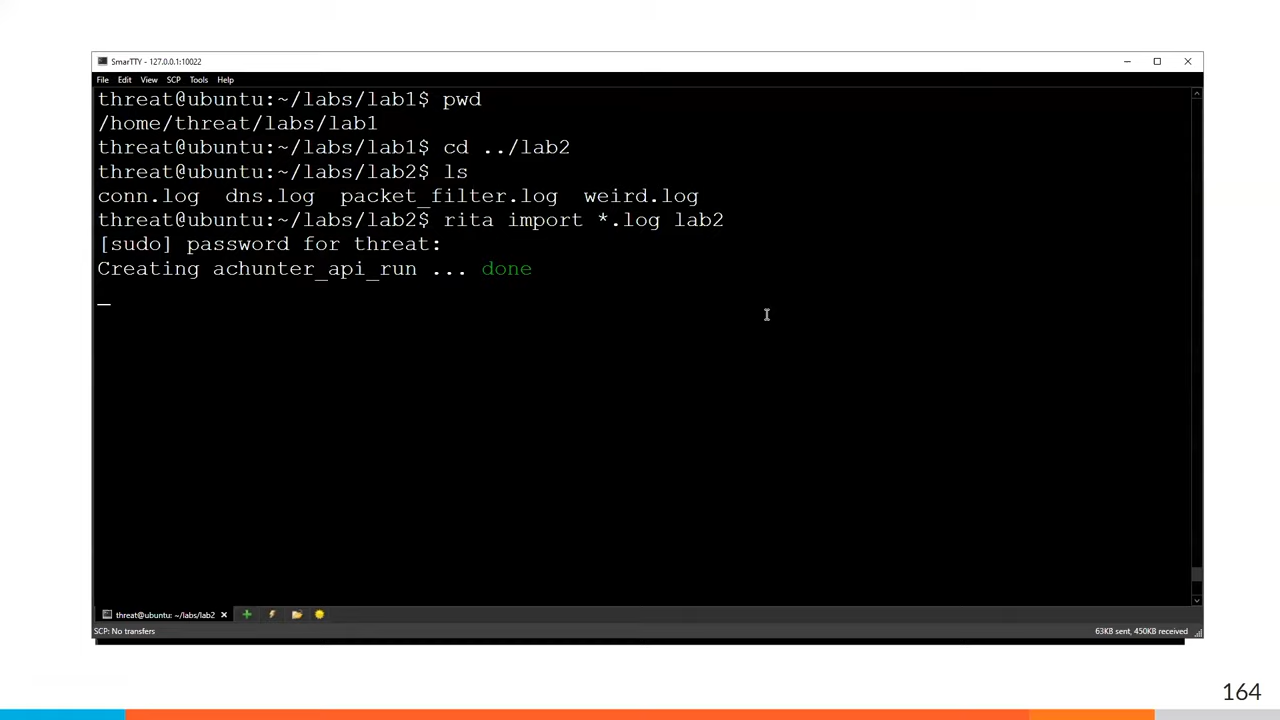 SmarTTY - 127.0.0.1:10022
File Edit View SCP Tools Help
threat@ubuntu:~/labs/lab1$ pwd
/home/threat/labs/lab1
threat@ubuntu:~/labs/lab1$ cd ../lab2
threat@ubuntu:~/labs/lab2$ ls
conn.log  dns.log  packet_filter.log  weird.log
threat@ubuntu:~/labs/lab2$ rita import *.log lab2
[sudo] password for threat:
Creating achunter_api_run ... done
threat@ubuntu: ~/labs/lab2
SCP: No transfers
63KB sent, 450KB received
164